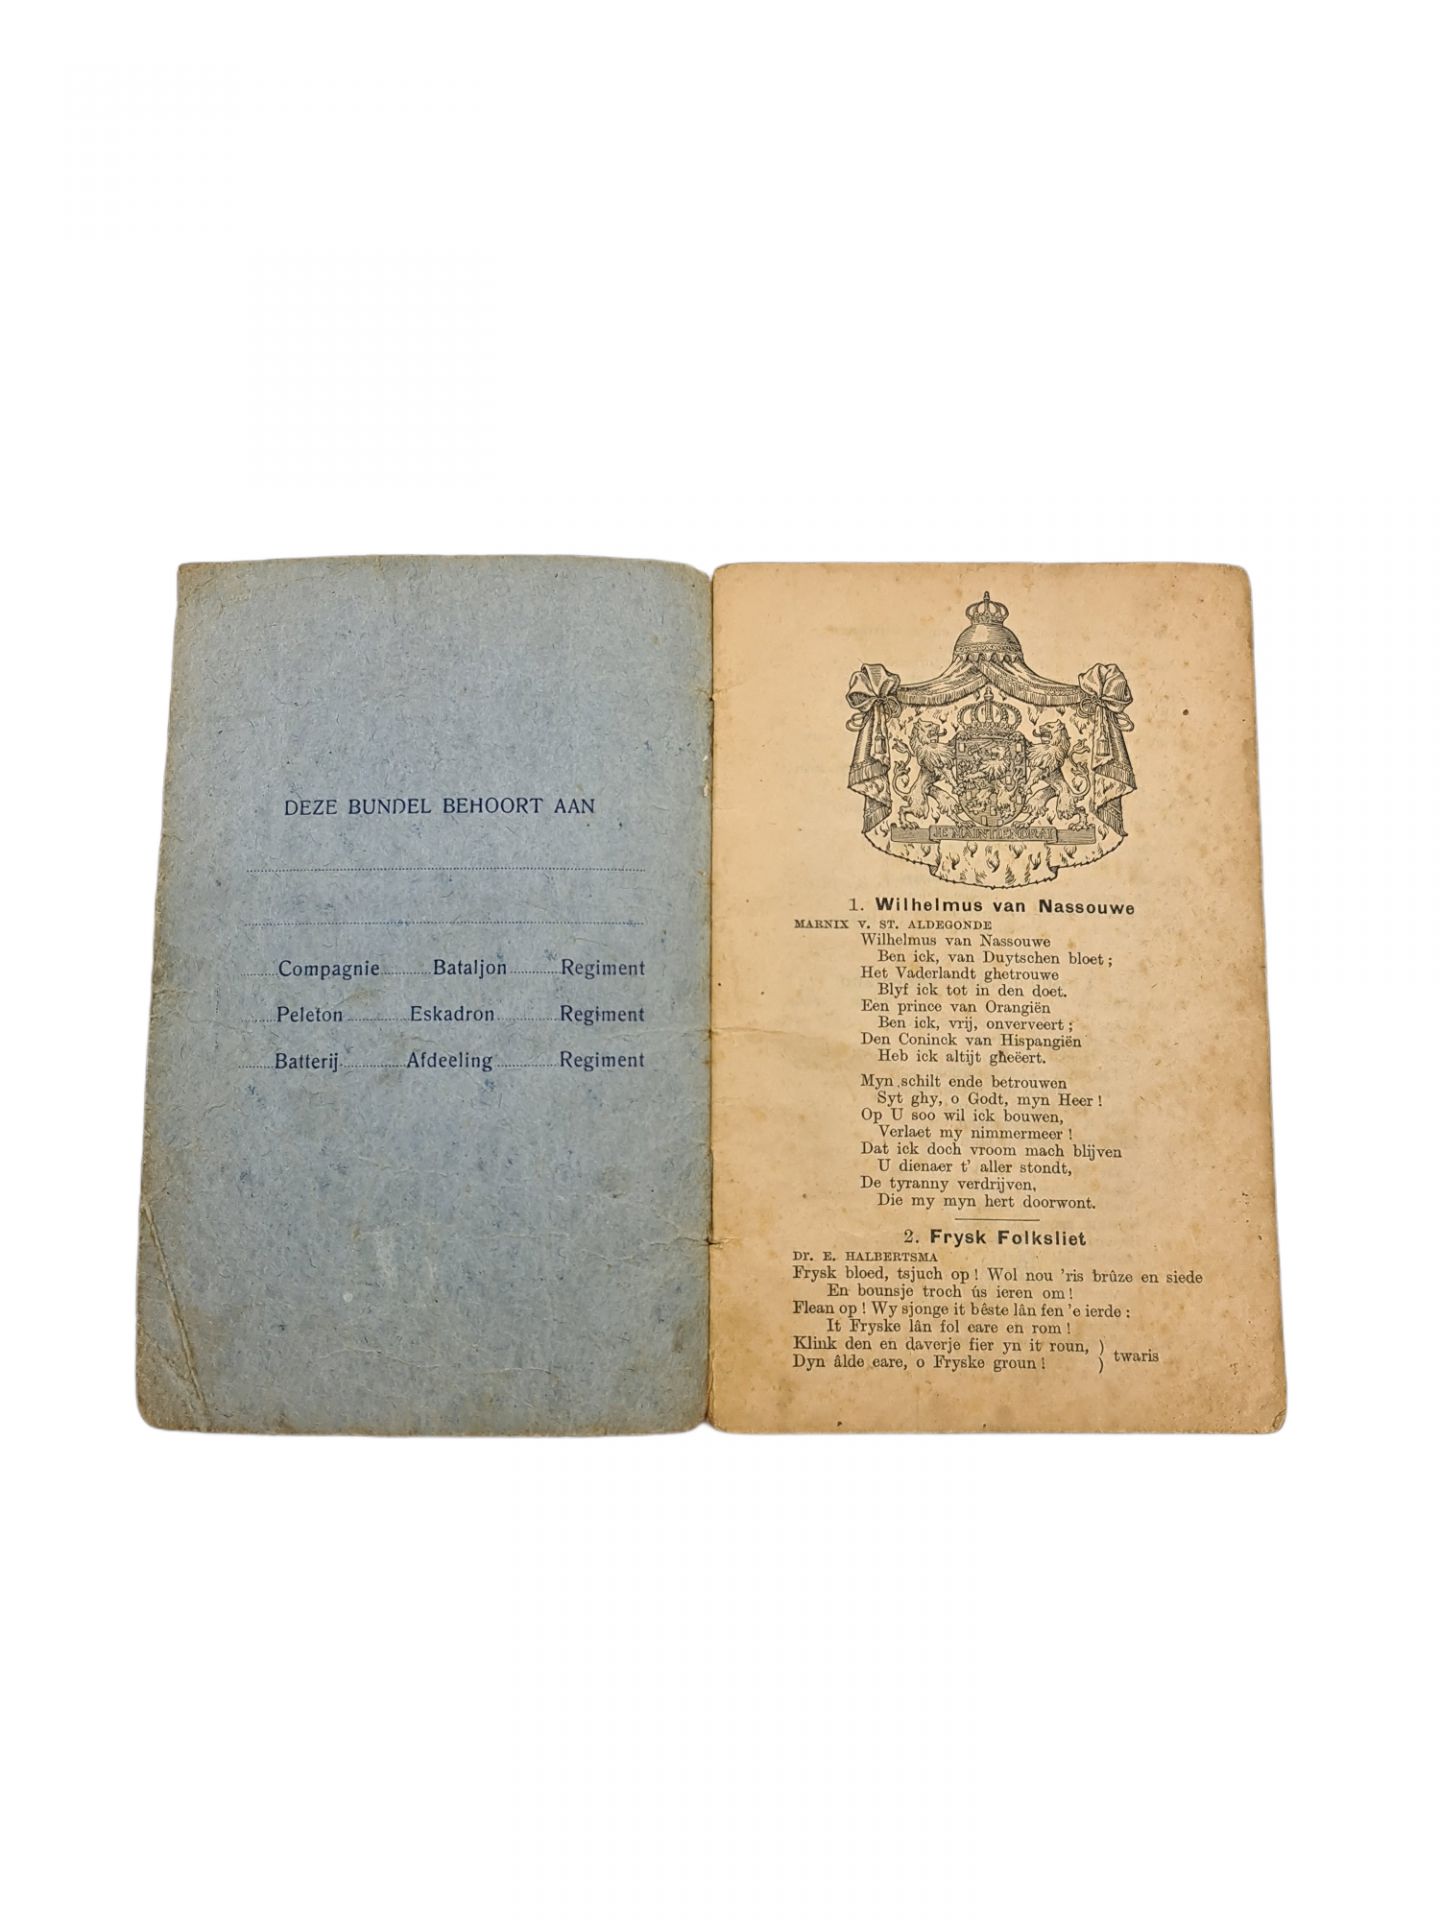 DEZE BUNDEL BEHOORT AAN
Compagnie Bataljon Regiment
Peleton Eskadron Regiment
Batterij Afdeeling Regiment
JE MAINTIENDRAI
1. Wilhelmus van Nassouwe
MARNIX V. ST. ALDEGONDE
Wilhelmus van Nassouwe
Ben ick, van Duytschen bloet;
Het Vaderlandt ghetrouwe
Blyf ick tot in den doet.
Een prince van Orangiën
Ben ick, vrij, onverveert;
Den Coninck van Hispangiën
Heb ick altijt gheëert.
Myn schilt ende betrouwen
Syt ghy, o Godt, myn Heer!
Op U soo wil ick bouwen,
Verlaet my nimmermeer!
Dat ick doch vroom mach blijven
U dienaer t' aller stondt,
De tyranny verdrijven,
Die my myn hert doorwont.
2. Frysk Folksliet
Dr. E. HALBERTSMA
Frysk bloed, tsjuch op! Wol nou 'ris brûze en siede
En bounsje troch ús ieren om!
Flean op! Wy sjonge it bêste lân fen 'e ierde:
It Fryske lân fol eare en rom!
Klink den en daverje fier yn it roun, )
Dyn âlde eare, o Fryske groun! ) twaris